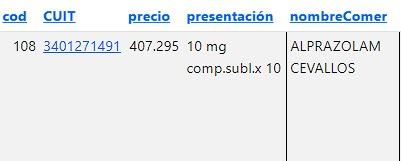 cod CUIT precio presentación nombreComer
108 3401271491 407.295 10 mg ALPRAZOLAM
comp.subl.x 10 CEVALLOS